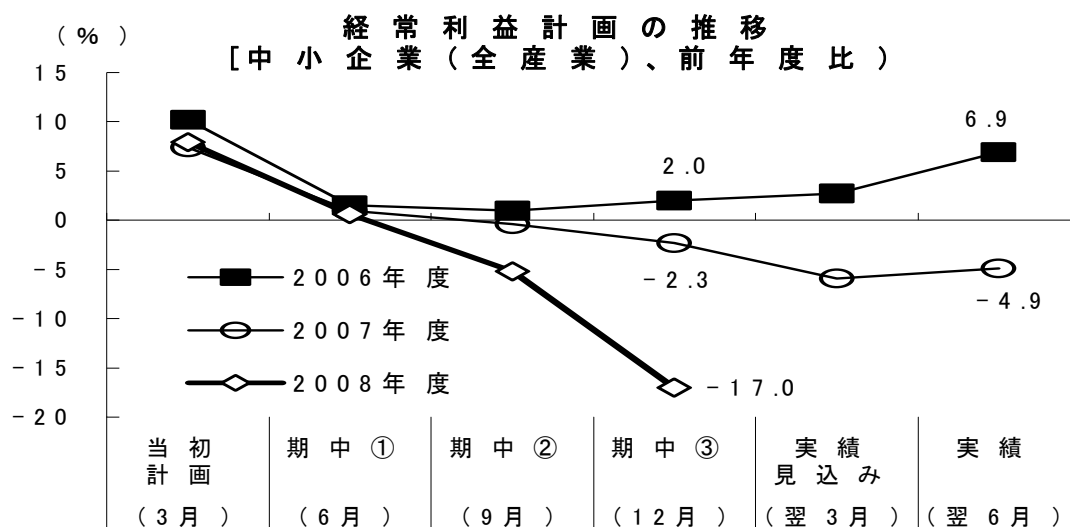 経常利益計画の推移
[中小企業(全産業)、前年度比)
(%)
15
10
5
0
-5
-10
-15
-20
6.9
2.0
-2.3
-4.9
-17.0
2006年度
2007年度
2008年度
当初 期中① 期中② 期中③ 実績 実績
計画 見込み
(3月) (6月) (9月) (12月) (翌3月) (翌6月)